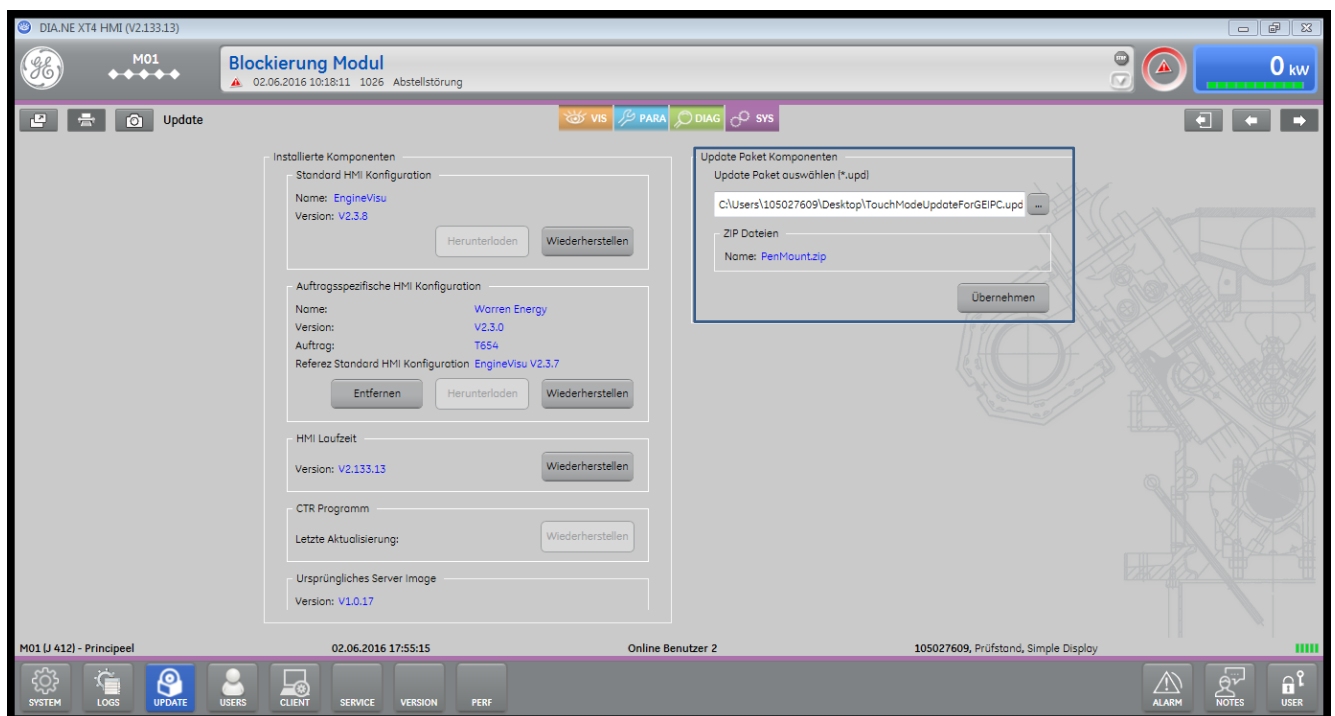 DIA.NE XT4 HMI (V2.133.13)
M01
Blockierung Modul
02.06.2016 10:18:11 1026 Abstellstörung
STOP
0 kW
Update
VIS PARA DIAG SYS
Installierte Komponenten
Standard HMI Konfiguration
Name: EngineVisu
Version: V2.3.8
Herunterladen Wiederherstellen
Auftragsspezifische HMI Konfiguration
Name: Warren Energy
Version: V2.3.0
Auftrag: T654
Referez Standard HMI Konfiguration EngineVisu V2.3.7
Entfernen Herunterladen Wiederherstellen
HMI Laufzeit
Version: V2.133.13 Wiederherstellen
CTR Programm
Letzte Aktualisierung: Wiederherstellen
Ursprüngliches Server Image
Version: V1.0.17
Update Paket Komponenten
Update Paket auswählen (*.upd)
C:\Users\105027609\Desktop\TouchModeUpdateForGEIPC.upd ...
ZIP Dateien
Name: PenMount.zip
Übernehmen
M01 (J 412) - Principeel 02.06.2016 17:55:15 Online Benutzer 2 105027609, Prüfstand, Simple Display
SYSTEM LOGS UPDATE USERS CLIENT SERVICE VERSION PERF ALARM NOTES USER